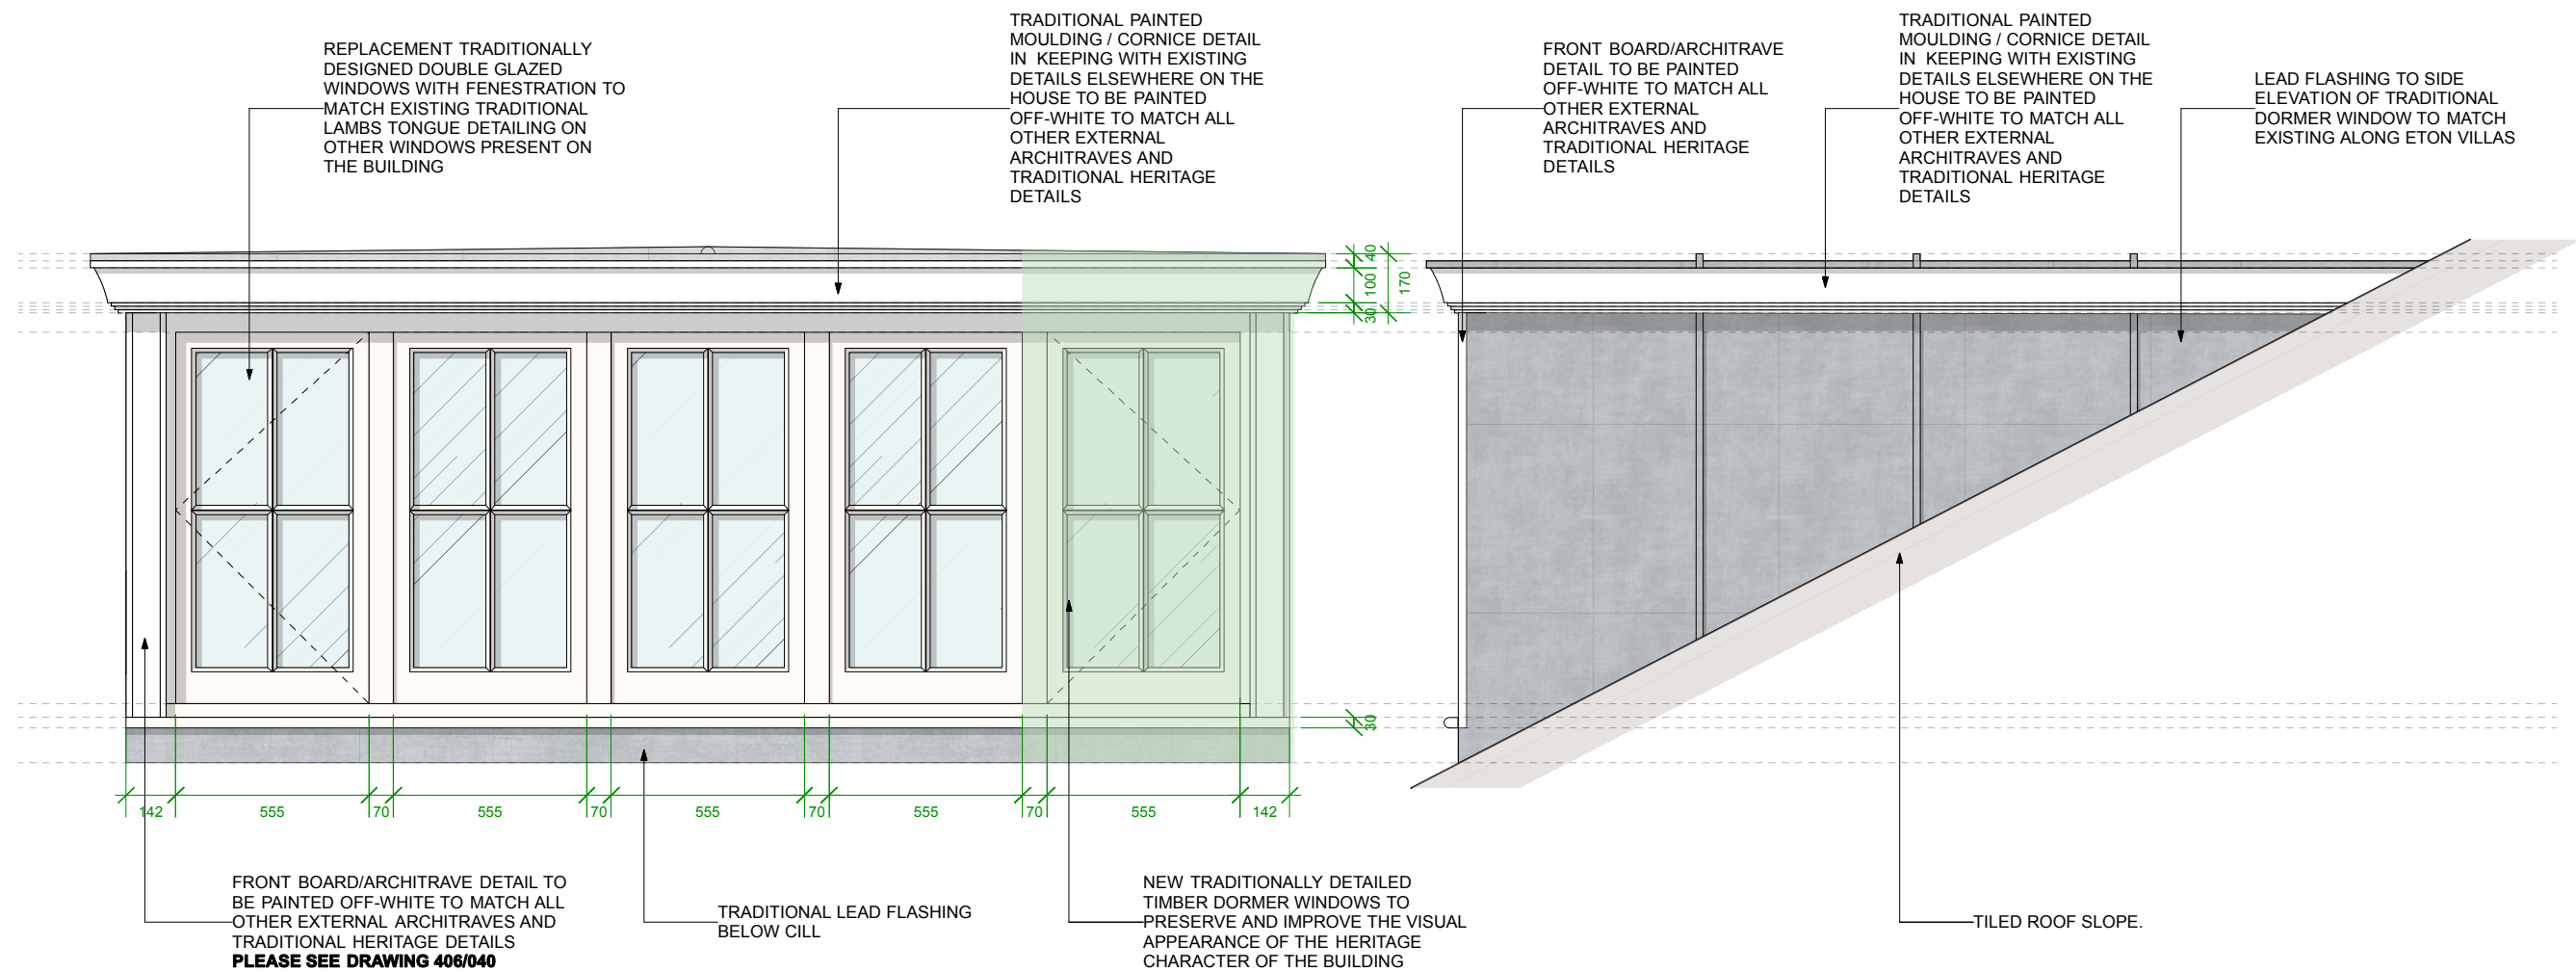 REPLACEMENT TRADITIONALLY
DESIGNED DOUBLE GLAZED
WINDOWS WITH FENESTRATION TO
MATCH EXISTING TRADITIONAL
LAMBS TONGUE DETAILING ON
OTHER WINDOWS PRESENT ON
THE BUILDING
TRADITIONAL PAINTED
MOULDING / CORNICE DETAIL
IN KEEPING WITH EXISTING
DETAILS ELSEWHERE ON THE
HOUSE TO BE PAINTED
OFF-WHITE TO MATCH ALL
OTHER EXTERNAL
ARCHITRAVES AND
TRADITIONAL HERITAGE
DETAILS
FRONT BOARD/ARCHITRAVE
DETAIL TO BE PAINTED
OFF-WHITE TO MATCH ALL
OTHER EXTERNAL
ARCHITRAVES AND
TRADITIONAL HERITAGE
DETAILS
TRADITIONAL PAINTED
MOULDING / CORNICE DETAIL
IN KEEPING WITH EXISTING
DETAILS ELSEWHERE ON THE
HOUSE TO BE PAINTED
OFF-WHITE TO MATCH ALL
OTHER EXTERNAL
ARCHITRAVES AND
TRADITIONAL HERITAGE
DETAILS
LEAD FLASHING TO SIDE
ELEVATION OF TRADITIONAL
DORMER WINDOW TO MATCH
EXISTING ALONG ETON VILLAS
40
100
170
30
30
142 555 70 555 70 555 70 555 70 555 142
FRONT BOARD/ARCHITRAVE DETAIL TO
BE PAINTED OFF-WHITE TO MATCH ALL
OTHER EXTERNAL ARCHITRAVES AND
TRADITIONAL HERITAGE DETAILS
PLEASE SEE DRAWING 406/040
TRADITIONAL LEAD FLASHING
BELOW CILL
NEW TRADITIONALLY DETAILED
TIMBER DORMER WINDOWS TO
PRESERVE AND IMPROVE THE VISUAL
APPEARANCE OF THE HERITAGE
CHARACTER OF THE BUILDING
TILED ROOF SLOPE.